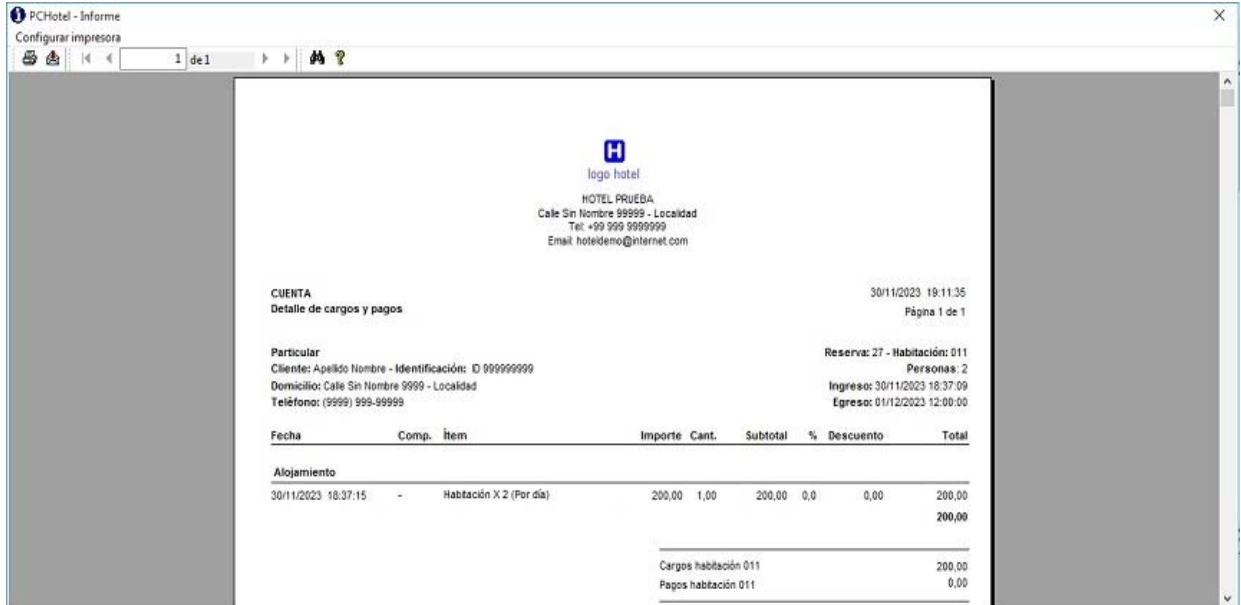 PCHotel - Informe
Configurar impresora
1 de 1
H
logo hotel
HOTEL PRUEBA
Calle Sin Nombre 99999 - Localidad
Tel: +99 999 9999999
Email: hoteldemo@internet.com
CUENTA 30/11/2023 19:11:35
Detalle de cargos y pagos Página 1 de 1
Particular Reserva: 27 - Habitación: 011
Cliente: Apellido Nombre - Identificación: ID 999999999 Personas: 2
Domicilio: Calle Sin Nombre 9999 - Localidad Ingreso: 30/11/2023 18:37:09
Teléfono: (9999) 999-99999 Egreso: 01/12/2023 12:00:00
Fecha Comp. Ítem Importe Cant. Subtotal % Descuento Total
Alojamiento
30/11/2023 18:37:15 - Habitación X 2 (Por día) 200,00 1,00 200,00 0,0 0,00 200,00
200,00
Cargos habitación 011 200,00
Pagos habitación 011 0,00